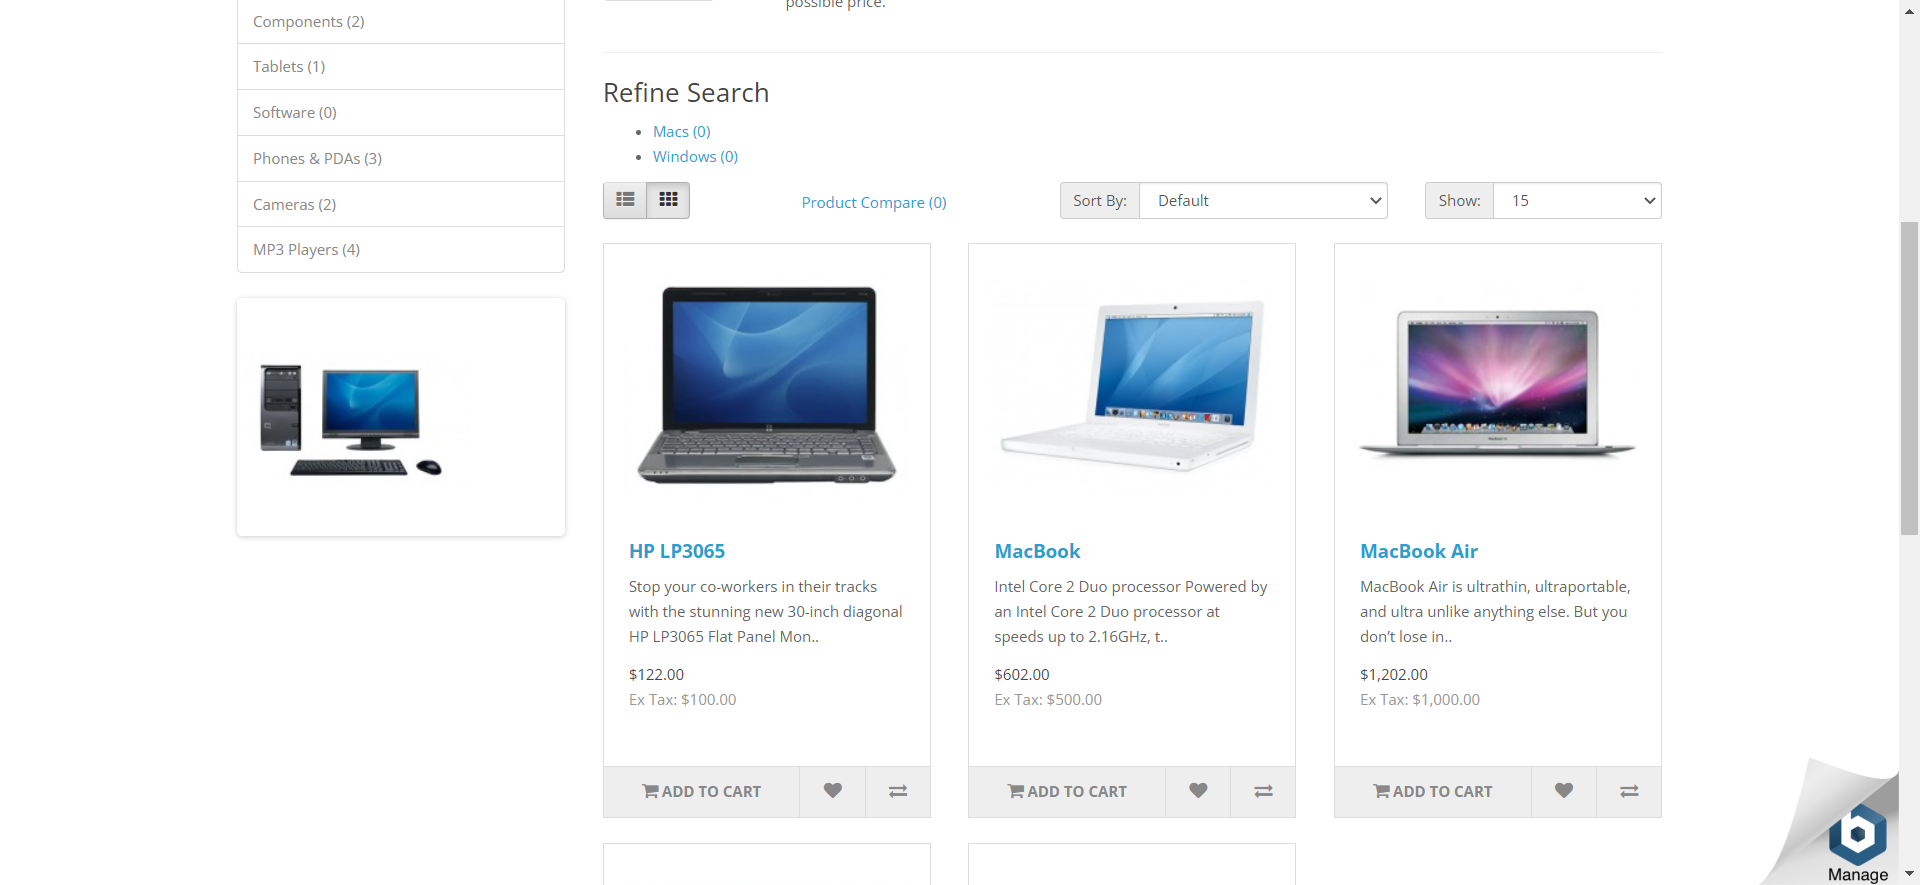 Components (2)
Tablets (1)
Software (0)
Phones & PDAs (3)
Cameras (2)
MP3 Players (4)
possible price.
Refine Search
Macs (0)
Windows (0)
Product Compare (0)
Sort By:
Default
Show:
15
HP LP3065
Stop your co-workers in their tracks
with the stunning new 30-inch diagonal
HP LP3065 Flat Panel Mon..
$122.00
Ex Tax: $100.00
ADD TO CART
MacBook
Intel Core 2 Duo processor Powered by
an Intel Core 2 Duo processor at
speeds up to 2.16GHz, t..
$602.00
Ex Tax: $500.00
ADD TO CART
MacBook Air
MacBook Air is ultrathin, ultraportable,
and ultra unlike anything else. But you
don’t lose in..
$1,202.00
Ex Tax: $1,000.00
ADD TO CART
Manage